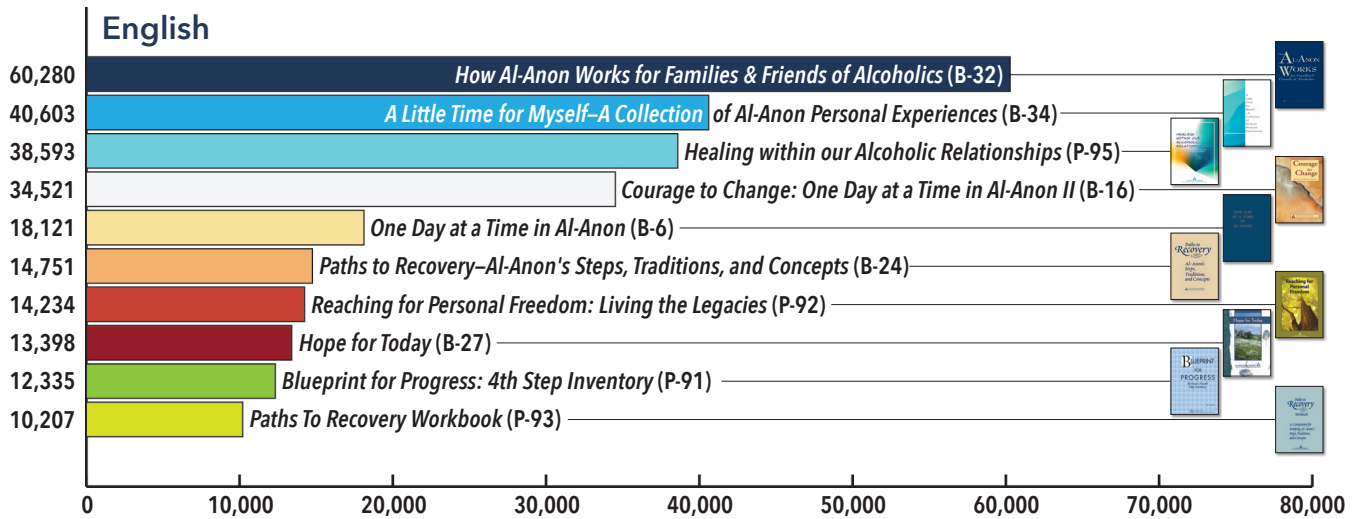 English
60,280 How Al-Anon Works for Families & Friends of Alcoholics (B-32)
40,603 A Little Time for Myself–A Collection of Al-Anon Personal Experiences (B-34)
38,593 Healing within our Alcoholic Relationships (P-95)
34,521 Courage to Change: One Day at a Time in Al-Anon II (B-16)
18,121 One Day at a Time in Al-Anon (B-6)
14,751 Paths to Recovery–Al-Anon's Steps, Traditions, and Concepts (B-24)
14,234 Reaching for Personal Freedom: Living the Legacies (P-92)
13,398 Hope for Today (B-27)
12,335 Blueprint for Progress: 4th Step Inventory (P-91)
10,207 Paths To Recovery Workbook (P-93)
0 10,000 20,000 30,000 40,000 50,000 60,000 70,000 80,000
Al-Anon
Works
Courage
to
Change
Paths to
Recovery
Al-Anon's
Steps,
Traditions,
and Concepts
Reaching for
Personal
Freedom
Hope for Today
Blueprint
for
Progress
Paths to
Recovery
Workbook